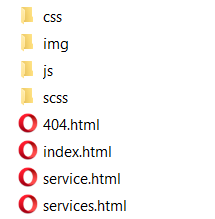 css
img
js
scss
404.html
index.html
service.html
services.html